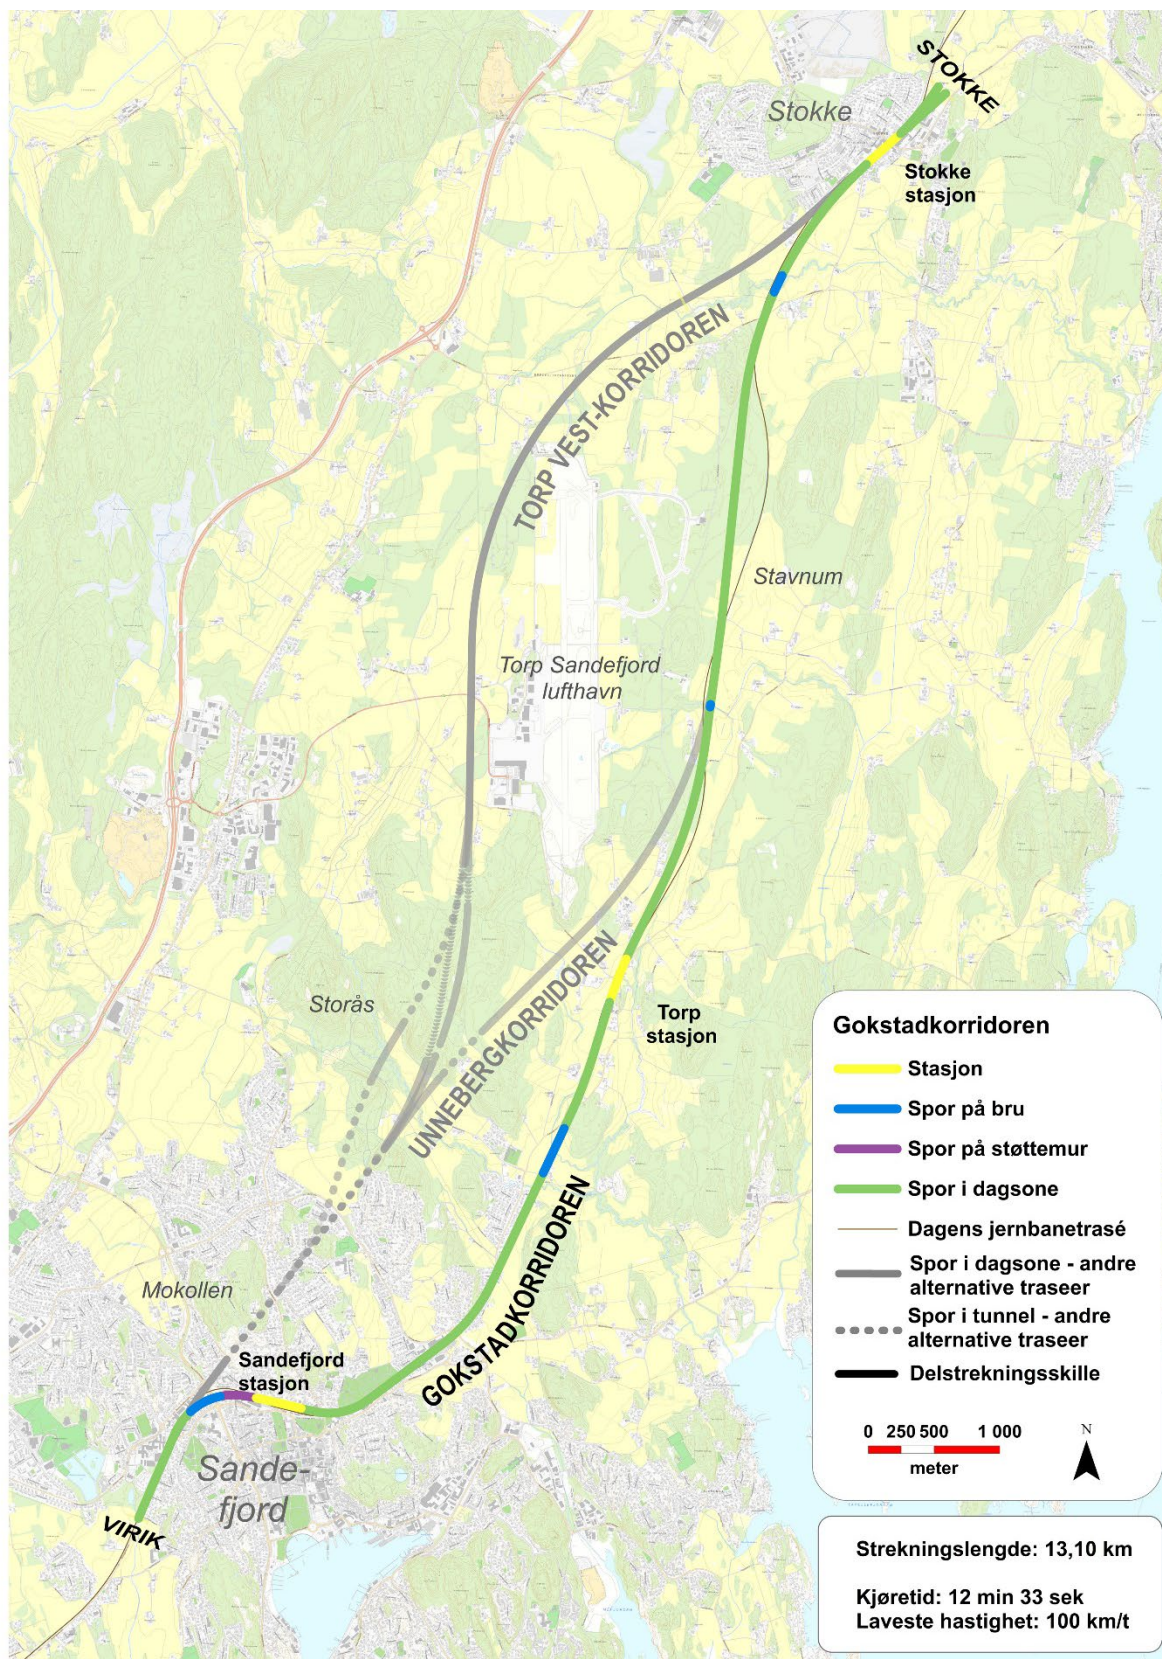 STOKKE
Stokke
Stokke
stasjon
TORP VEST-KORRIDOREN
Stavnum
Torp Sandefjord
lufthavn
UNNEBERGKORRIDOREN
Storås
Torp
stasjon
GOKSTADKORRIDOREN
Mokollen
Sandefjord
stasjon
Sande-
fjord
VIRIK
Gokstadkorridoren
Stasjon
Spor på bru
Spor på støttemur
Spor i dagsone
Dagens jernbanetrasé
Spor i dagsone - andre
alternative traseer
Spor i tunnel - andre
alternative traseer
Delstrekningsskille
0 250 500 1 000
meter
N
Strekningslengde: 13,10 km
Kjøretid: 12 min 33 sek
Laveste hastighet: 100 km/t